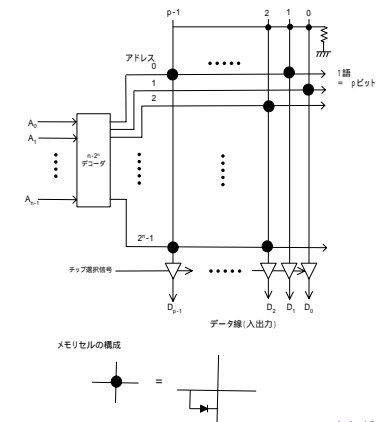 p-1 2 1 0
アドレス
0
1語
= pビット
1
2
A₀
A₁
n-2ⁿ
デコーダ
Aₙ₋₁
2ⁿ-1
チップ選択信号
Dₚ₋₁ D₂ D₁ D₀
データ線(入出力)
メモリセルの構成
=